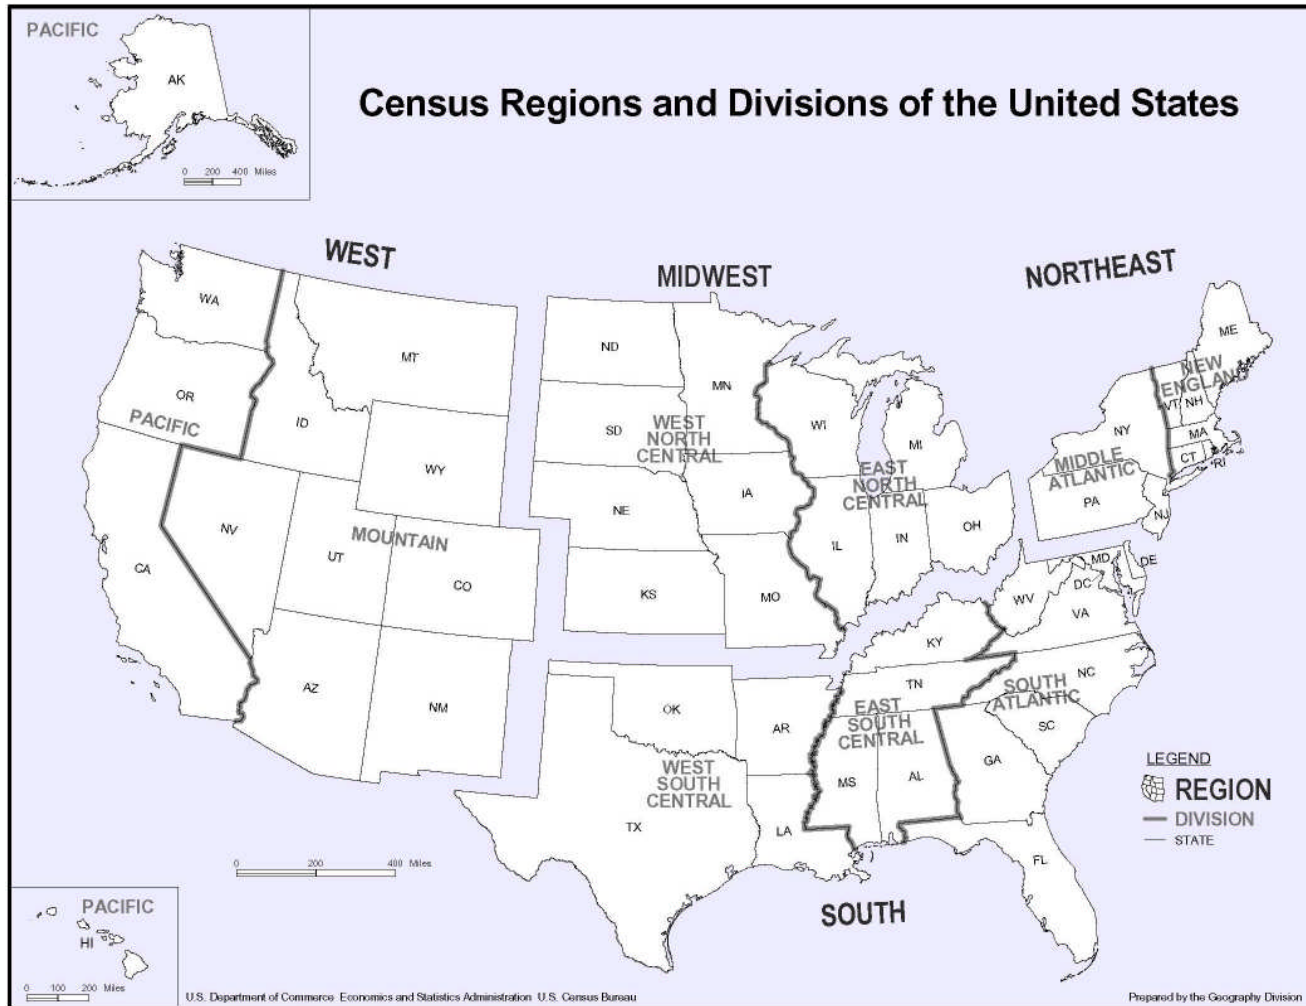 PACIFIC
AK
0 200 400 Miles
Census Regions and Divisions of the United States
WEST
MIDWEST
NORTHEAST
WA
MT
OR
PACIFIC
ID
WY
NV
MOUNTAIN
UT
CO
CA
AZ
NM
ND
MN
SD
WEST
NORTH
CENTRAL
NE
IA
KS
MO
WI
MI
EAST
NORTH
CENTRAL
IL
IN
OH
ME
NEW
ENGLAND
VT
NH
NY
MA
CT
RI
MIDDLE
ATLANTIC
PA
NJ
MD
DE
DC
WV
VA
KY
TN
NC
SOUTH
ATLANTIC
SC
EAST
SOUTH
CENTRAL
GA
MS
AL
OK
AR
WEST
SOUTH
CENTRAL
TX
LA
FL
SOUTH
LEGEND
REGION
DIVISION
STATE
0 200 400 Miles
PACIFIC
HI
0 100 200 Miles
U.S. Department of Commerce Economics and Statistics Administration U.S. Census Bureau
Prepared by the Geography Division